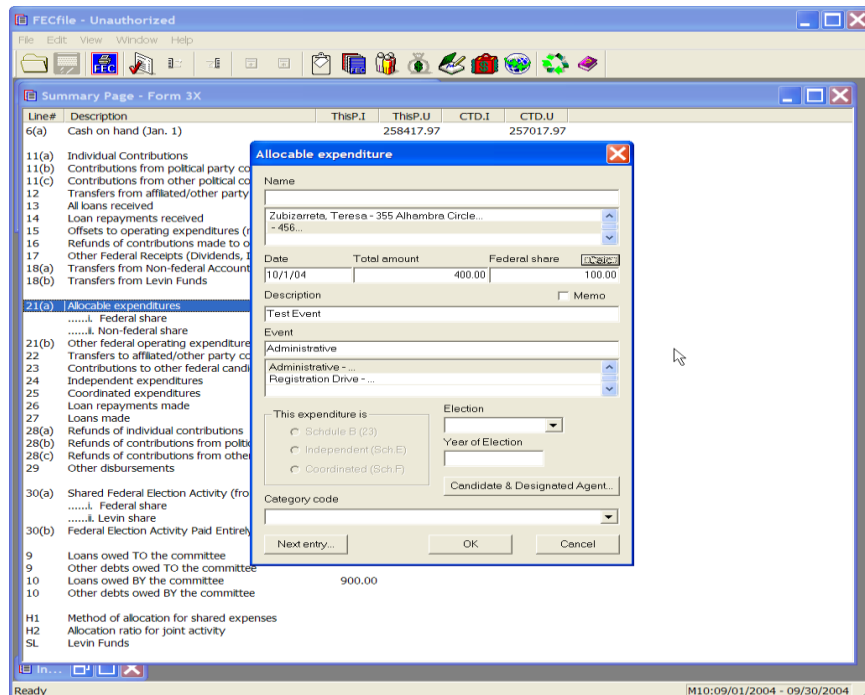 FECfile - Unauthorized
File Edit View Window Help
FEC
Summary Page - Form 3X
Line# Description ThisP.I ThisP.U CTD.I CTD.U
6(a) Cash on hand (Jan. 1) 258417.97 257017.97
11(a) Individual Contributions
11(b) Contributions from political party co
11(c) Contributions from other political co
12 Transfers from affilated/other party
13 All loans received
14 Loan repayments received
15 Offsets to operating expenditures (r
16 Refunds of contributions made to o
17 Other Federal Receipts (Dividends, I
18(a) Transfers from Non-federal Account
18(b) Transfers from Levin Funds
21(a) Allocable expenditures
......i. Federal share
......ii. Non-federal share
21(b) Other federal operating expenditure
22 Transfers to affilated/other party co
23 Contributions to other federal candi
24 Independent expenditures
25 Coordinated expenditures
26 Loan repayments made
27 Loans made
28(a) Refunds of individual contributions
28(b) Refunds of contributions from politic
28(c) Refunds of contributions from other
29 Other disbursements
30(a) Shared Federal Election Activity (fro
......i. Federal share
......ii. Levin share
30(b) Federal Election Activity Paid Entirely
9 Loans owed TO the committee
9 Other debts owed TO the committee
10 Loans owed BY the committee 900.00
10 Other debts owed BY the committee
H1 Method of allocation for shared expenses
H2 Allocation ratio for joint activity
SL Levin Funds
Allocable expenditure
Name
Zubizarreta, Teresa - 355 Alhambra Circle...
- 456...
Date Total amount Federal share Calc
10/1/04 400.00 100.00
Description Memo
Test Event
Event
Administrative
Administrative - ...
Registration Drive - ...
This expenditure is
Schdule B (23)
Independent (Sch.E)
Coordinated (Sch.F)
Election
Year of Election
Candidate & Designated Agent...
Category code
Next entry... OK Cancel
In...
Ready M10:09/01/2004 - 09/30/2004